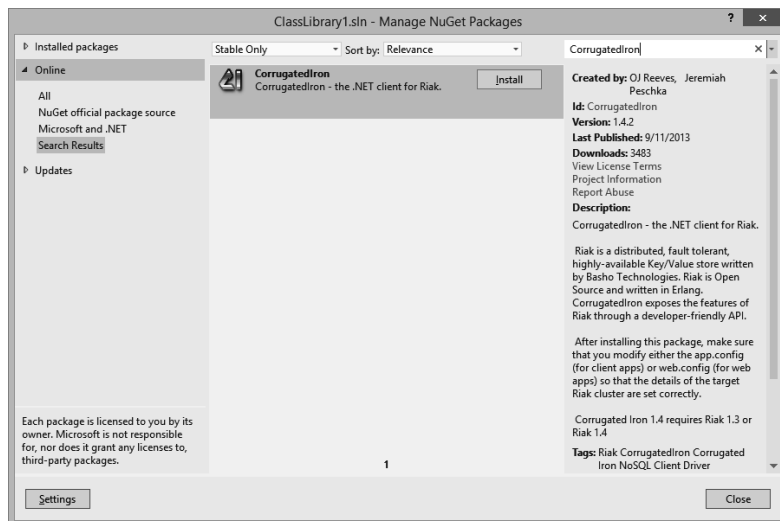 ClassLibrary1.sln - Manage NuGet Packages
? ×
Installed packages
Online
All
NuGet official package source
Microsoft and .NET
Search Results
Updates
Each package is licensed to you by its
owner. Microsoft is not responsible
for, nor does it grant any licenses to,
third-party packages.
Stable Only
Sort by: Relevance
CorrugatedIron
CorrugatedIron - the .NET client for Riak.
Install
1
CorrugatedIron ×
Created by: OJ Reeves, Jeremiah
Peschka
Id: CorrugatedIron
Version: 1.4.2
Last Published: 9/11/2013
Downloads: 3483
View License Terms
Project Information
Report Abuse
Description:
CorrugatedIron - the .NET client for Riak.
Riak is a distributed, fault tolerant,
highly-available Key/Value store written
by Basho Technologies. Riak is Open
Source and written in Erlang.
CorrugatedIron exposes the features of
Riak through a developer-friendly API.
After installing this package, make sure
that you modify either the app.config
(for client apps) or web.config (for web
apps) so that the details of the target
Riak cluster are set correctly.
Corrugated Iron 1.4 requires Riak 1.3 or
Riak 1.4
Tags: Riak CorrugatedIron Corrugated
Iron NoSQL Client Driver
Settings
Close